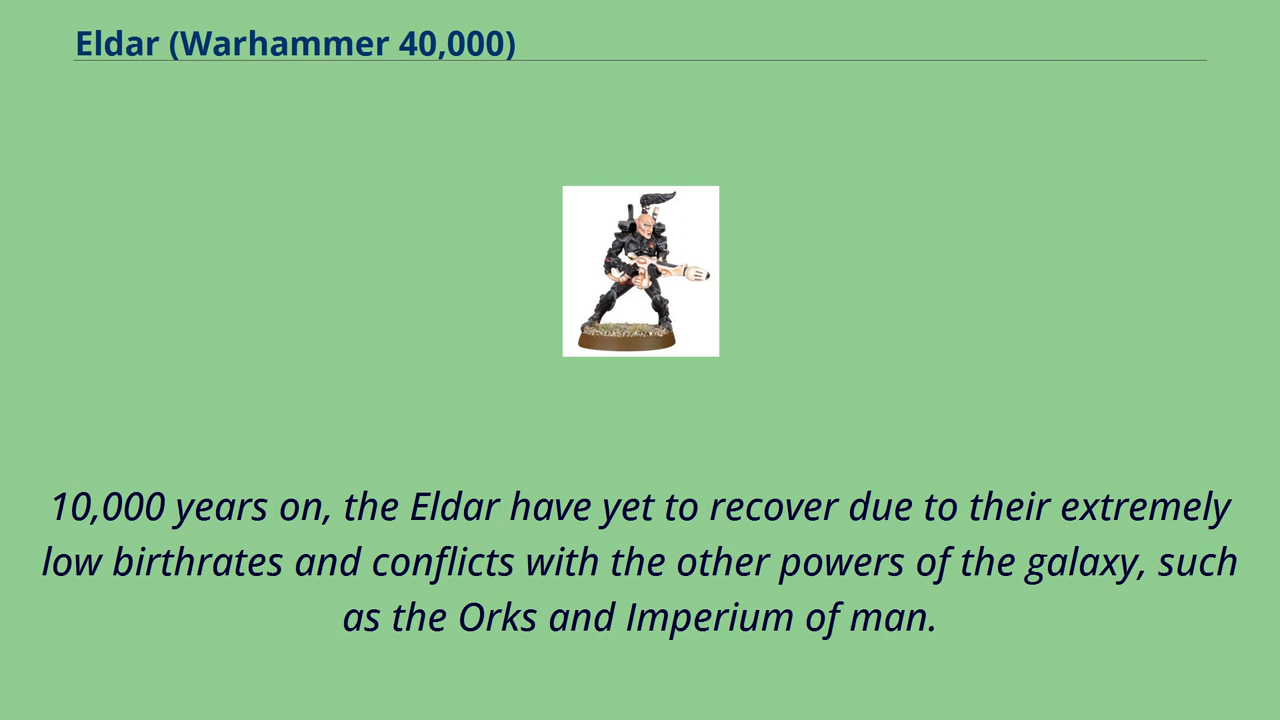 Eldar (Warhammer 40,000)
10,000 years on, the Eldar have yet to recover due to their extremely
low birthrates and conflicts with the other powers of the galaxy, such
as the Orks and Imperium of man.